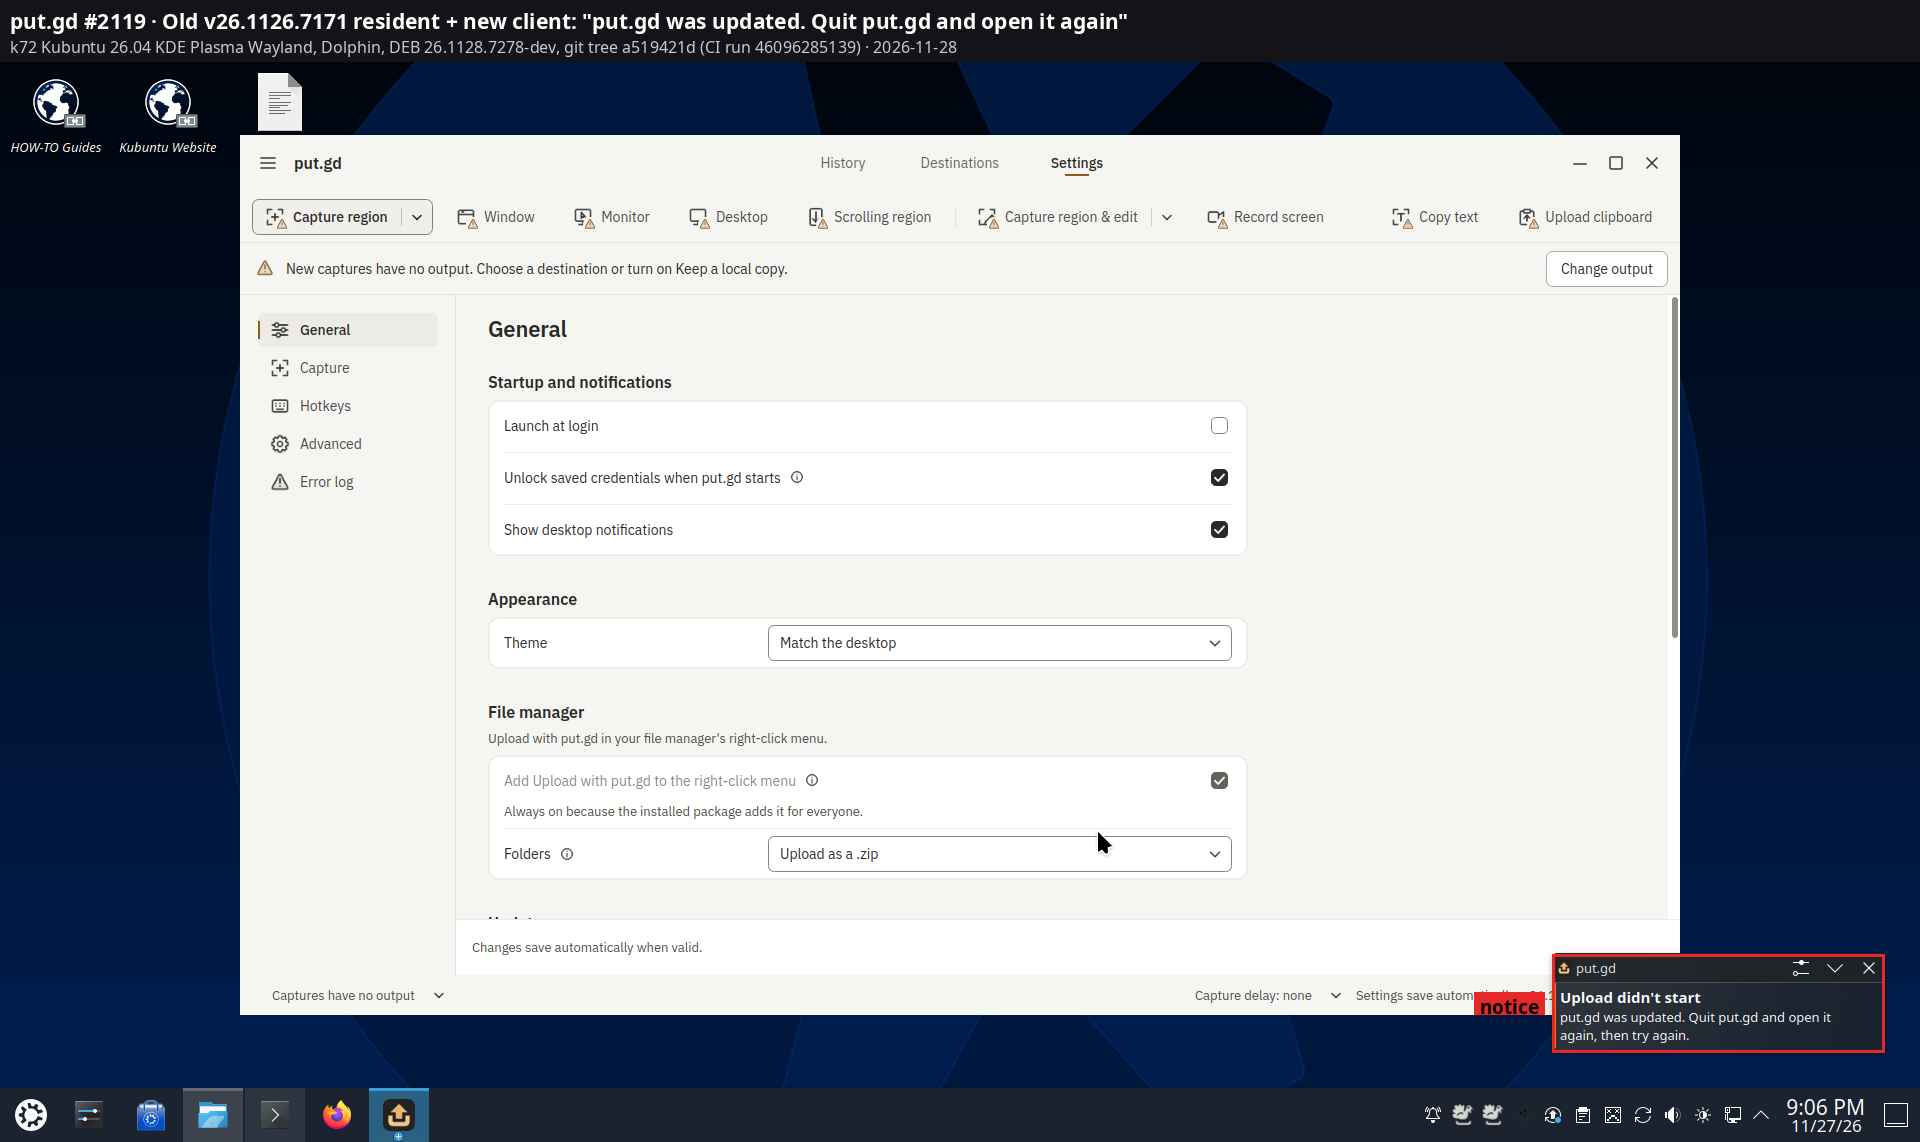 put.gd #2119 · Old v26.1126.7171 resident + new client: "put.gd was updated. Quit put.gd and open it again"
k72 Kubuntu 26.04 KDE Plasma Wayland, Dolphin, DEB 26.1128.7278-dev, git tree a519421d (CI run 46096285139) · 2026-11-28
HOW-TO Guides
Kubuntu Website
put.gd
History
Destinations
Settings
Capture region
Window
Monitor
Desktop
Scrolling region
Capture region & edit
Record screen
Copy text
Upload clipboard
New captures have no output. Choose a destination or turn on Keep a local copy.
Change output
General
Capture
Hotkeys
Advanced
Error log
General
Startup and notifications
Launch at login
Unlock saved credentials when put.gd starts
Show desktop notifications
Appearance
Theme
Match the desktop
File manager
Upload with put.gd in your file manager's right-click menu.
Add Upload with put.gd to the right-click menu
Always on because the installed package adds it for everyone.
Folders
Upload as a .zip
Changes save automatically when valid.
Captures have no output
Capture delay: none
Settings save
notice
put.gd
Upload didn't start
put.gd was updated. Quit put.gd and open it
again, then try again.
9:06 PM
11/27/26